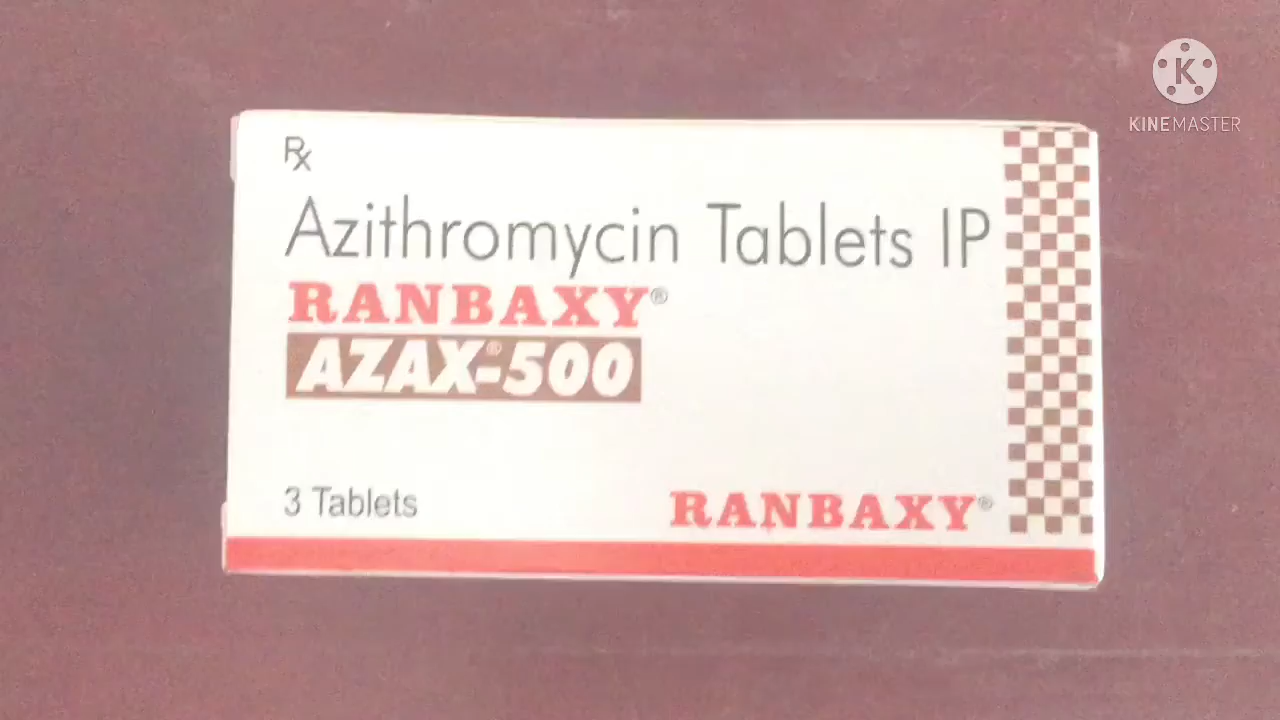 K
KINEMASTER
Rx
Azithromycin Tablets IP
RANBAXY®
AZAX®-500
3 Tablets
RANBAXY®